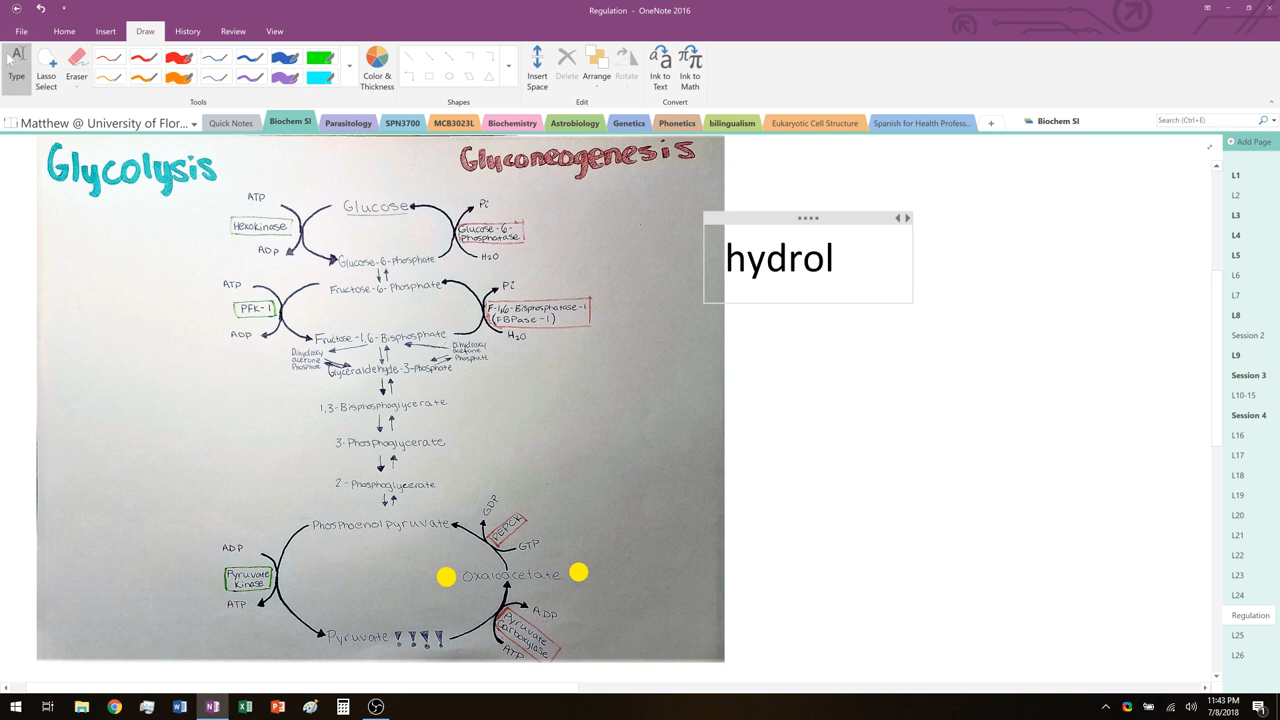 Regulation - OneNote 2016
File Home Insert Draw History Review View
Type
Lasso Select
Eraser
Color & Thickness
Insert Space
Delete
Arrange
Rotate
Ink to Text
Ink to Math
Tools
Shapes
Edit
Convert
Matthew @ University of Flor...
Quick Notes
Biochem SI
Parasitology
SPN3700
MCB3023L
Biochemistry
Astrobiology
Genetics
Phonetics
bilingualism
Eukaryotic Cell Structure
Spanish for Health Profess...
Biochem SI
Search (Ctrl+E)
Add Page
L1
L2
L3
L4
L5
L6
L7
L8
Session 2
L9
Session 3
L10-15
Session 4
L16
L17
L18
L19
L20
L21
L22
L23
L24
Regulation
L25
L26
Glycolysis
Gluconeogenesis
ATP
Glucose
Pi
Hexokinase
Glucose-6-
Phosphatase
ADP
Glucose-6-phosphate
H2O
ATP
Fructose-6-Phosphate
Pi
PFK-1
F-1,6-Bisphosphatase-1
(FBPase-1)
ADP
Fructose-1,6-Bisphosphate
H2O
Dihydroxy
acetone
Phosphate
Dihydroxy
acetone
Phosphate
Glyceraldehyde-3-Phosphate
1,3-Bisphosphoglycerate
3-Phosphoglycerate
2-Phosphoglycerate
Phosphoenolpyruvate
GDP
PEPCK
GTP
ADP
Pyruvate
Kinase
Oxaloacetate
ATP
ADP
Pyruvate !!!!
Pyruvate
Carboxylase
ATP
hydrol
11:43 PM
7/8/2018